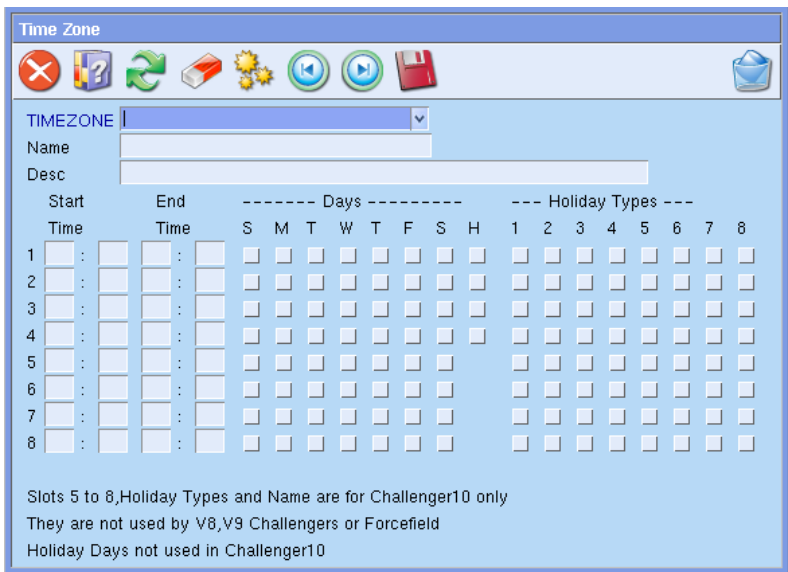 Time Zone
TIMEZONE
Name
Desc
Start End ------- Days --------- --- Holiday Types ---
Time Time S M T W T F S H 1 2 3 4 5 6 7 8
1 : :
2 : :
3 : :
4 : :
5 : :
6 : :
7 : :
8 : :
Slots 5 to 8,Holiday Types and Name are for Challenger10 only
They are not used by V8,V9 Challengers or Forcefield
Holiday Days not used in Challenger10